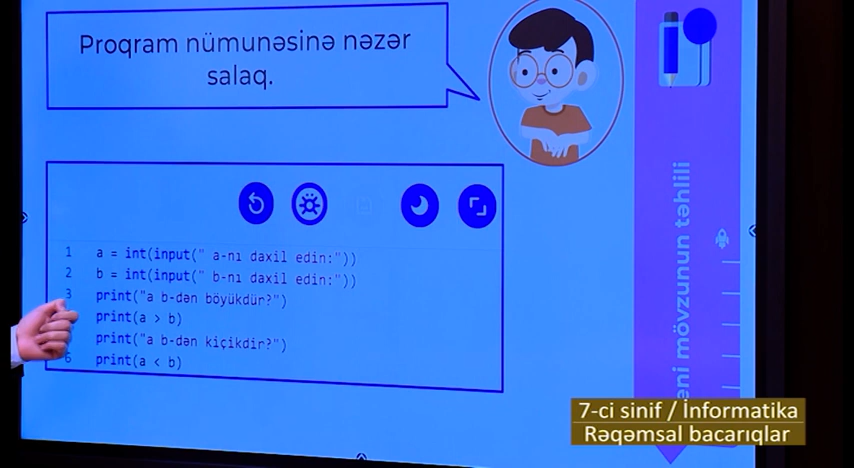 Proqram nümunəsinə nəzər
salaq.
1 a = int(input(" a-nı daxil edin:"))
2 b = int(input(" b-nı daxil edin:"))
3 print("a b-dən böyükdür?")
print(a > b)
print("a b-dən kiçikdir?")
6 print(a < b)
eni mövzunun təhlili
7-ci sinif / İnformatika
Rəqəmsal bacarıqlar